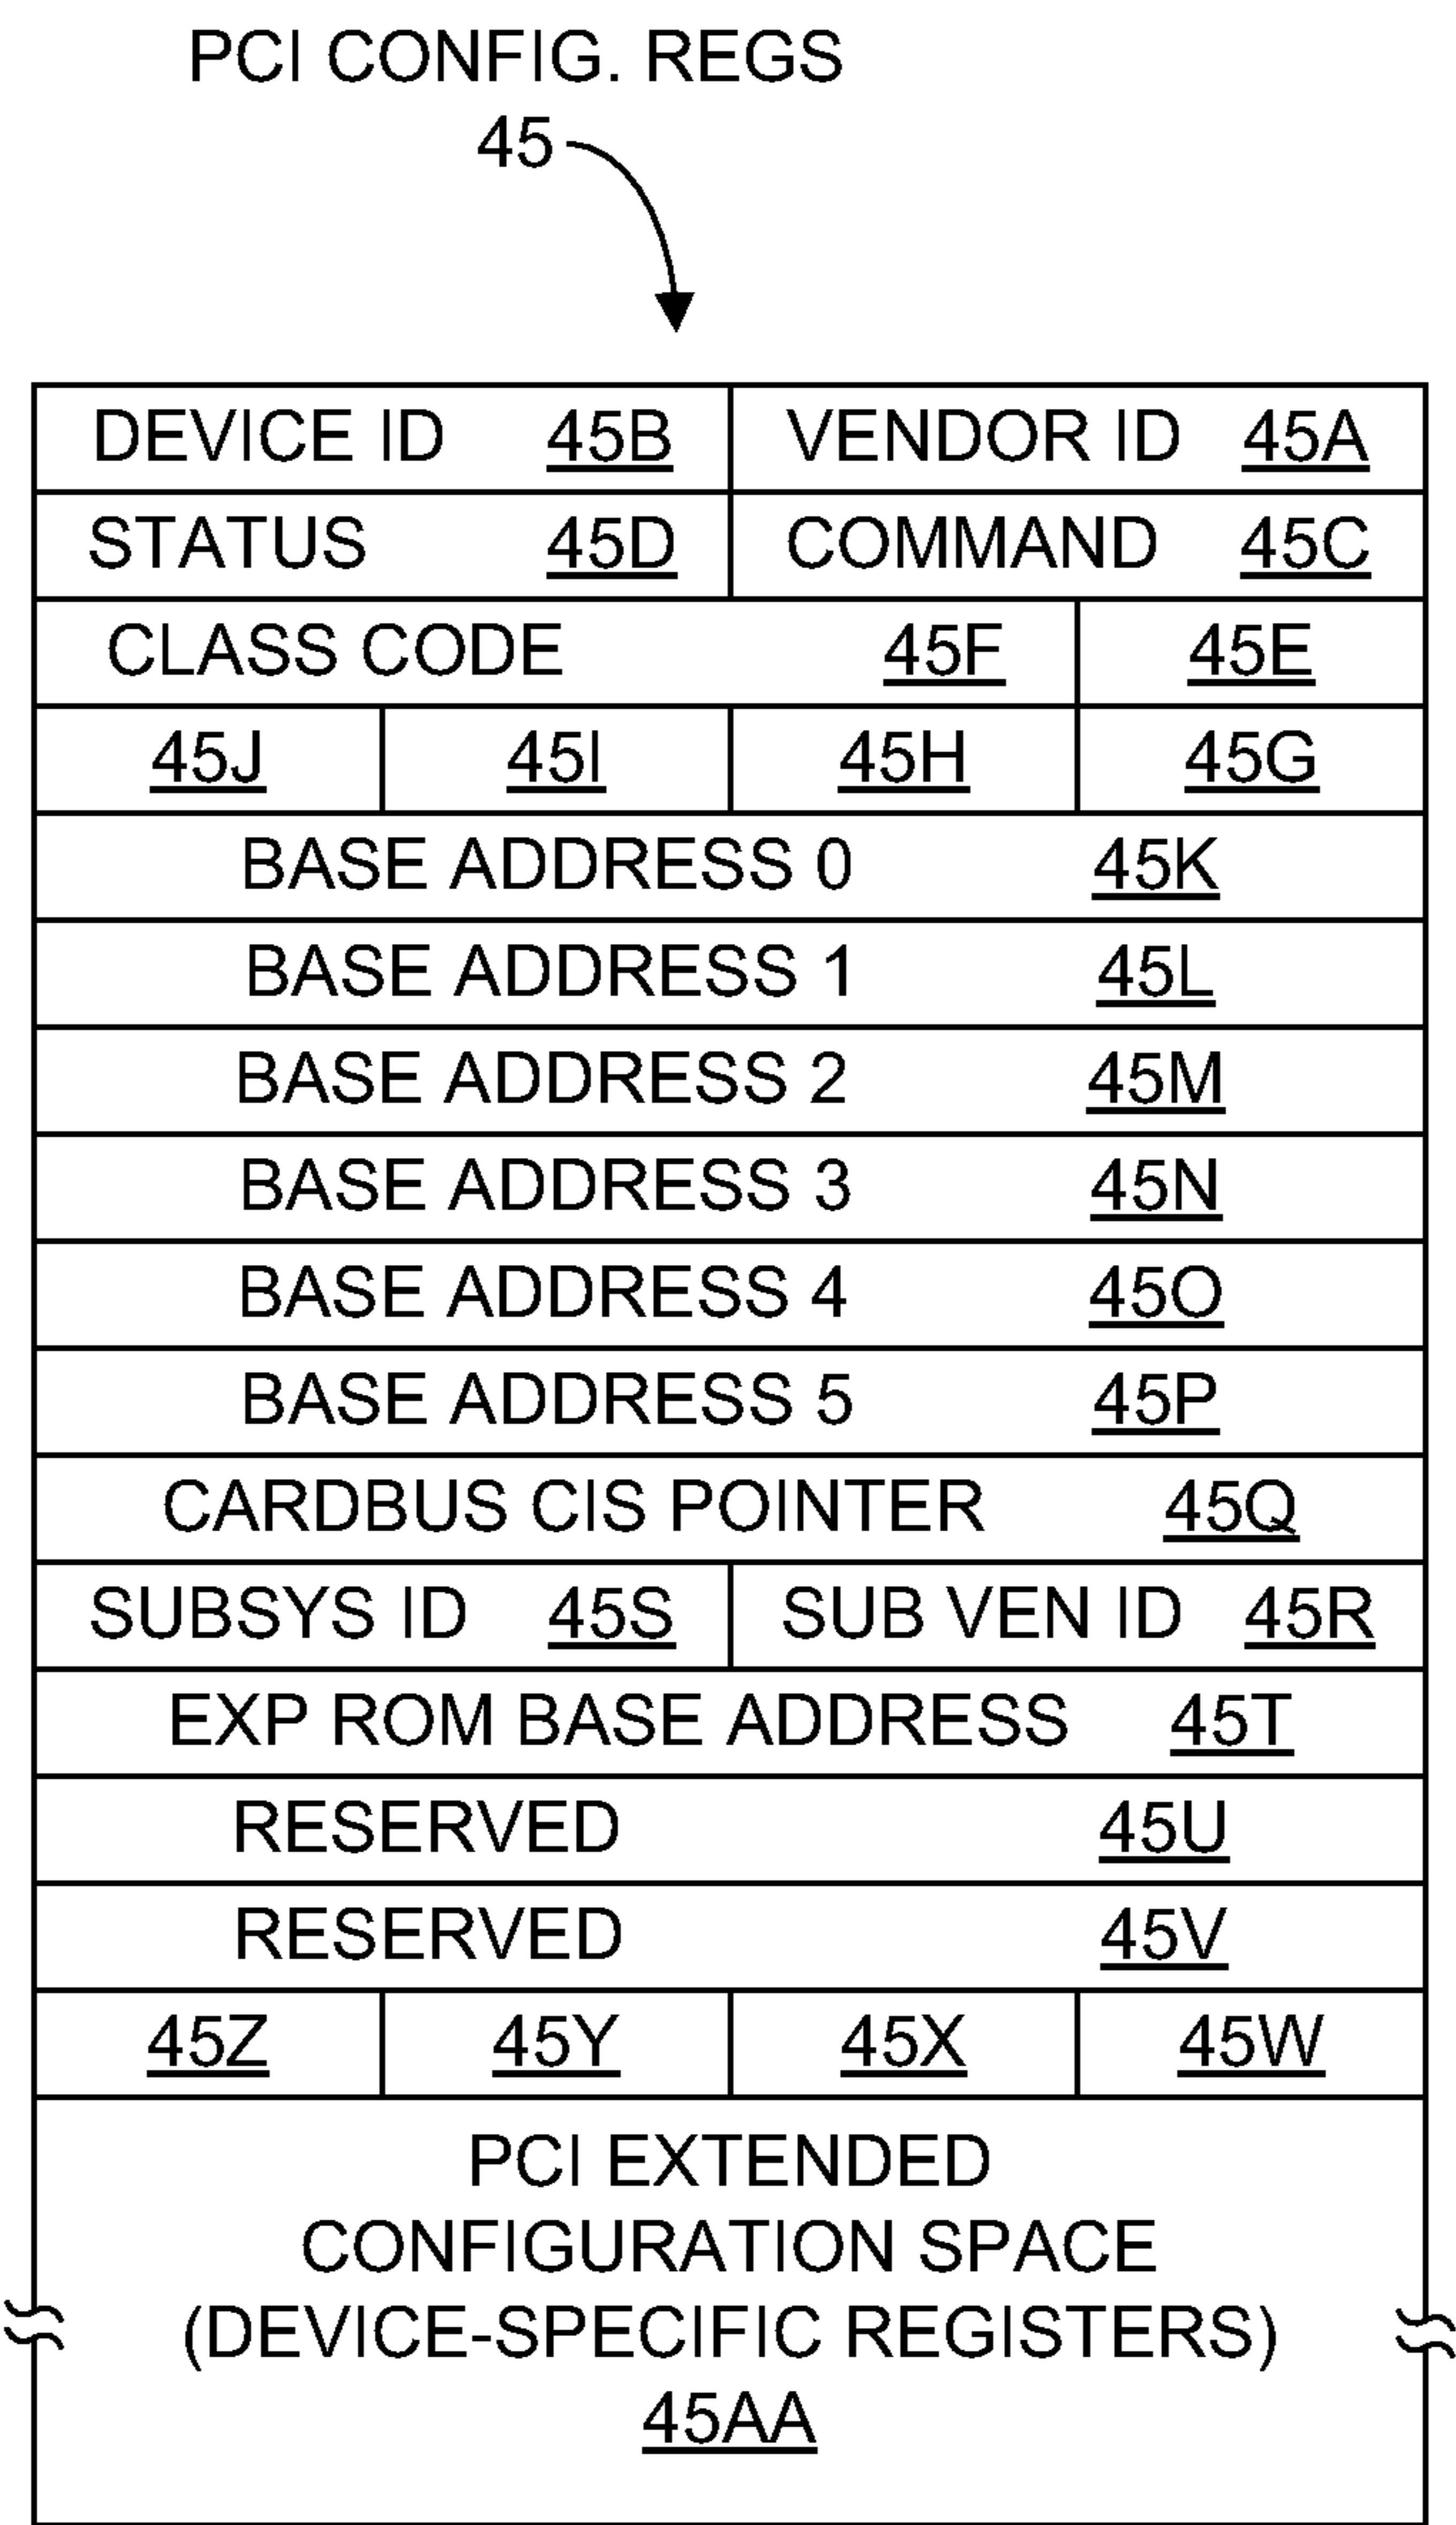 PCI CONFIG. REGS
45
DEVICE ID 45B VENDOR ID 45A
STATUS 45D COMMAND 45C
CLASS CODE 45F 45E
45J 45I 45H 45G
BASE ADDRESS 0 45K
BASE ADDRESS 1 45L
BASE ADDRESS 2 45M
BASE ADDRESS 3 45N
BASE ADDRESS 4 45O
BASE ADDRESS 5 45P
CARDBUS CIS POINTER 45Q
SUBSYS ID 45S SUB VEN ID 45R
EXP ROM BASE ADDRESS 45T
RESERVED 45U
RESERVED 45V
45Z 45Y 45X 45W
PCI EXTENDED
CONFIGURATION SPACE
(DEVICE-SPECIFIC REGISTERS)
45AA